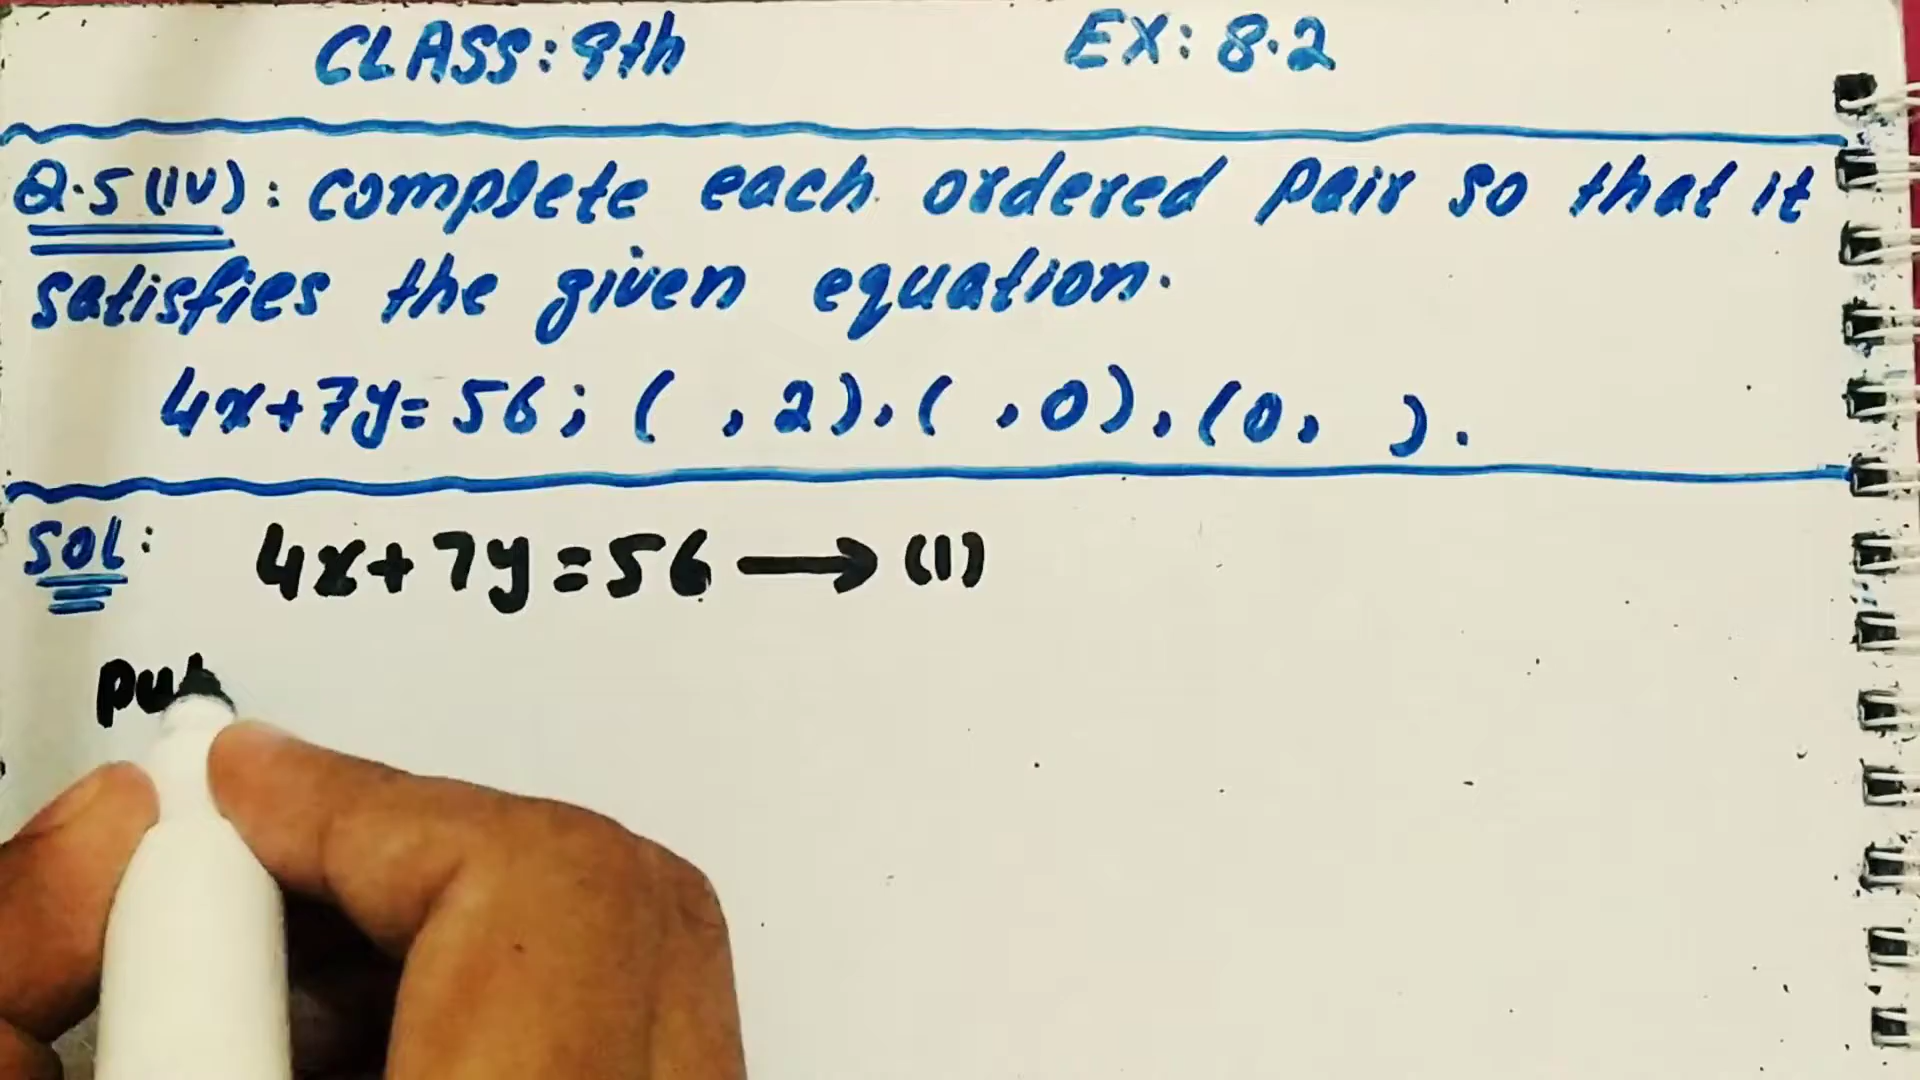 CLASS: 9th EX: 8.2
Q.5(IV): complete each ordered pair so that it
satisfies the given equation.
4x+7y=56; ( , 2), ( , 0), (0, ).
SOL: 4x+7y=56 → (1)
put